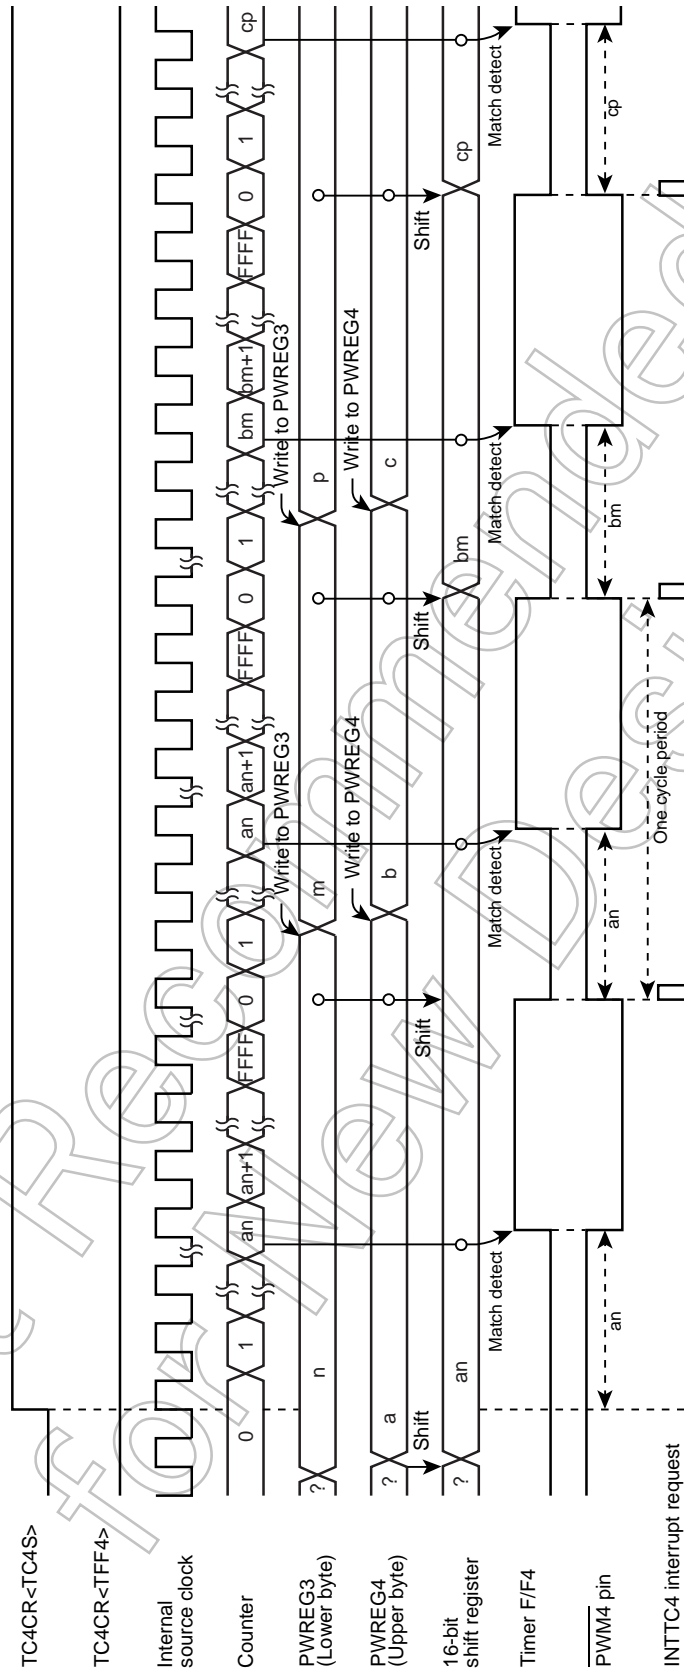 TC4CR<TC4S>
TC4CR<TFF4>
Internal
source clock
Counter
0 1 an an+1 FFFF 0 1 an an+1 FFFF 0 1 bm bm+1 FFFF 0 1 cp
Write to PWREG3
Write to PWREG3
PWREG3
(Lower byte)
? n m p
Write to PWREG4
Write to PWREG4
PWREG4
(Upper byte)
? a b c
Shift Shift Shift Shift
16-bit
shift register
? an bm cp
Match detect Match detect Match detect Match detect
Timer F/F4
PWM4 pin
an an bm cp
One cycle period
INTTC4 interrupt request
Recommended
for New Desi